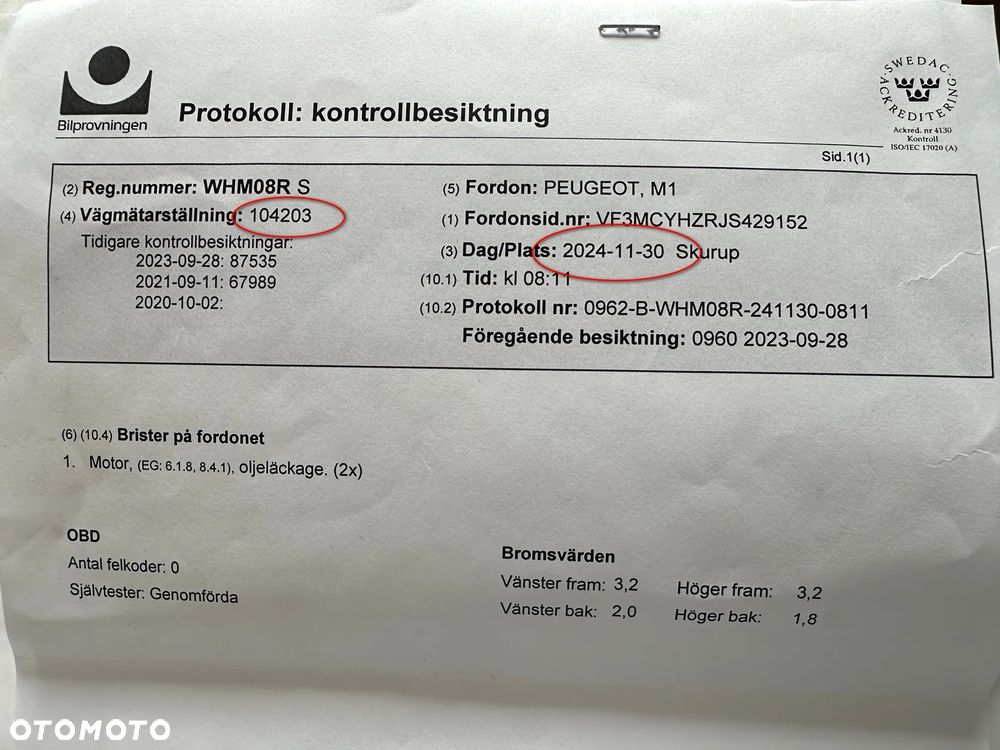 Bilprovningen
Protokoll: kontrollbesiktning
SWEDAC
ACKREDITERING
Ackred. nr 4130
Kontroll
ISO/IEC 17020 (A)
Sid.1(1)
(2) Reg.nummer: WHM08R S
(4) Vägmätarställning: 104203
Tidigare kontrollbesiktningar:
2023-09-28: 87535
2021-09-11: 67989
2020-10-02:
(5) Fordon: PEUGEOT, M1
(1) Fordonsid.nr: VF3MCYHZRJS429152
(3) Dag/Plats: 2024-11-30 Skurup
(10.1) Tid: kl 08:11
(10.2) Protokoll nr: 0962-B-WHM08R-241130-0811
Föregående besiktning: 0960 2023-09-28
(6) (10.4) Brister på fordonet
1. Motor, (EG: 6.1.8, 8.4.1), oljeläckage. (2x)
OBD
Antal felkoder: 0
Självtester: Genomförda
Bromsvärden
Vänster fram: 3,2 Höger fram: 3,2
Vänster bak: 2,0 Höger bak: 1,8
OTOMOTO